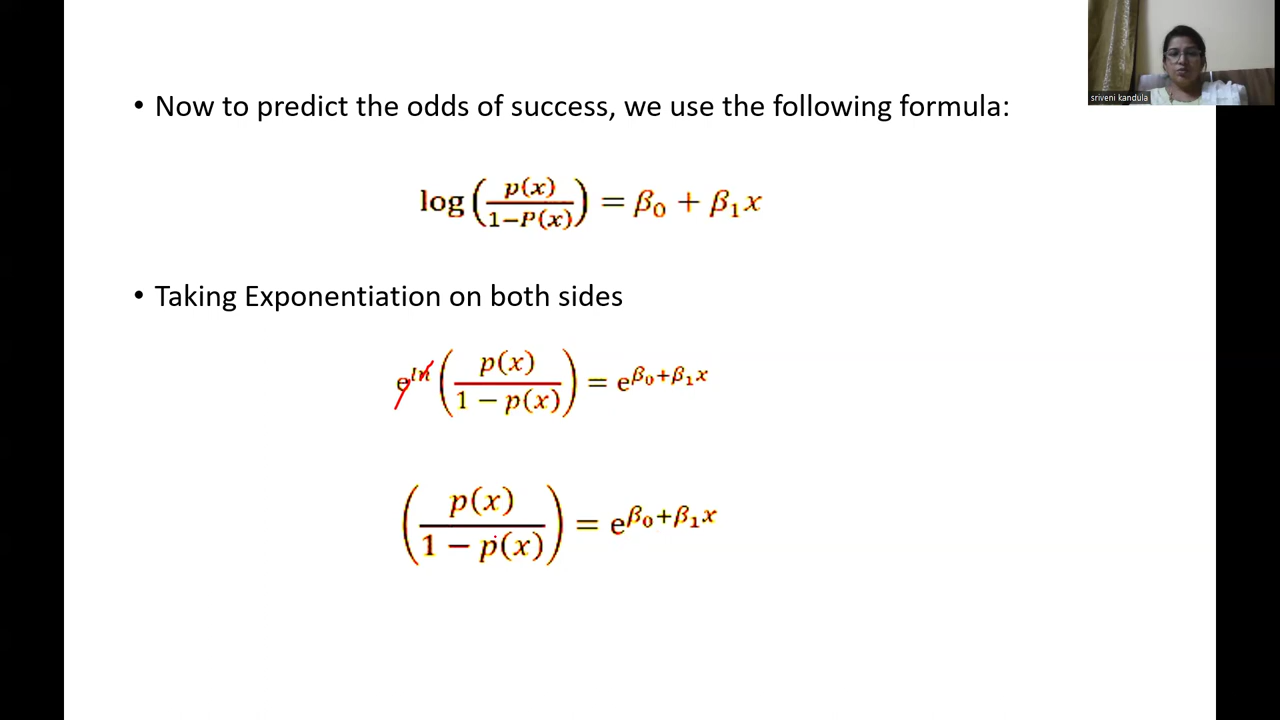 • Now to predict the odds of success, we use the following formula:
sriveni kandula
log(p(x)/1−P(x)) = β₀ + β₁x
• Taking Exponentiation on both sides
e^ln(p(x)/1 − p(x)) = e^β₀+β₁x
(p(x)/1 − p(x)) = e^β₀+β₁x